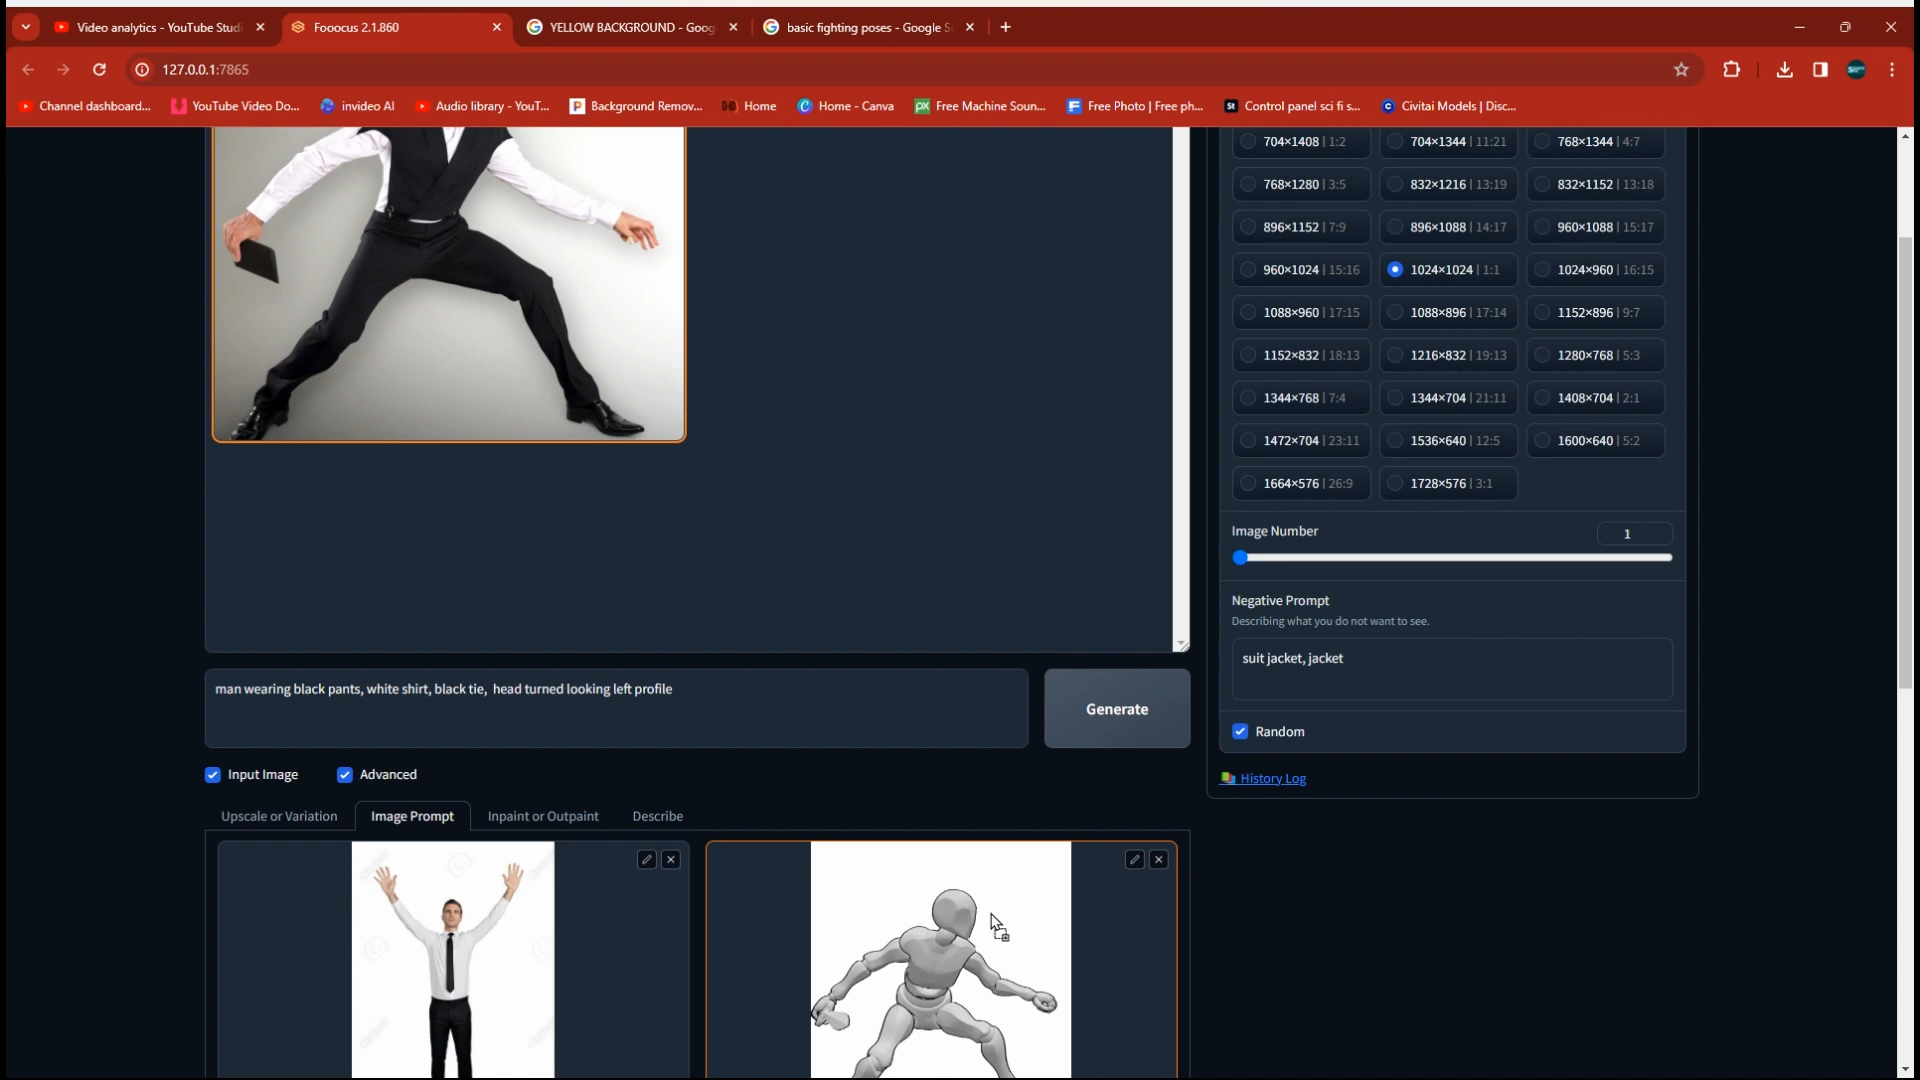 Video analytics - YouTube Studi
Fooocus 2.1.860
YELLOW BACKGROUND - Goog
basic fighting poses - Google S
127.0.0.1:7865
Channel dashboard...
YouTube Video Do...
invideo AI
Audio library - YouT...
Background Remov...
Home
Home - Canva
Free Machine Soun...
Free Photo | Free ph...
Control panel sci fi s...
Civitai Models | Disc...
704×1408 | 1:2
704×1344 | 11:21
768×1344 | 4:7
768×1280 | 3:5
832×1216 | 13:19
832×1152 | 13:18
896×1152 | 7:9
896×1088 | 14:17
960×1088 | 15:17
960×1024 | 15:16
1024×1024 | 1:1
1024×960 | 16:15
1088×960 | 17:15
1088×896 | 17:14
1152×896 | 9:7
1152×832 | 18:13
1216×832 | 19:13
1280×768 | 5:3
1344×768 | 7:4
1344×704 | 21:11
1408×704 | 2:1
1472×704 | 23:11
1536×640 | 12:5
1600×640 | 5:2
1664×576 | 26:9
1728×576 | 3:1
Image Number
1
Negative Prompt
Describing what you do not want to see.
suit jacket, jacket
Random
History Log
man wearing black pants, white shirt, black tie,  head turned looking left profile
Generate
Input Image
Advanced
Upscale or Variation
Image Prompt
Inpaint or Outpaint
Describe